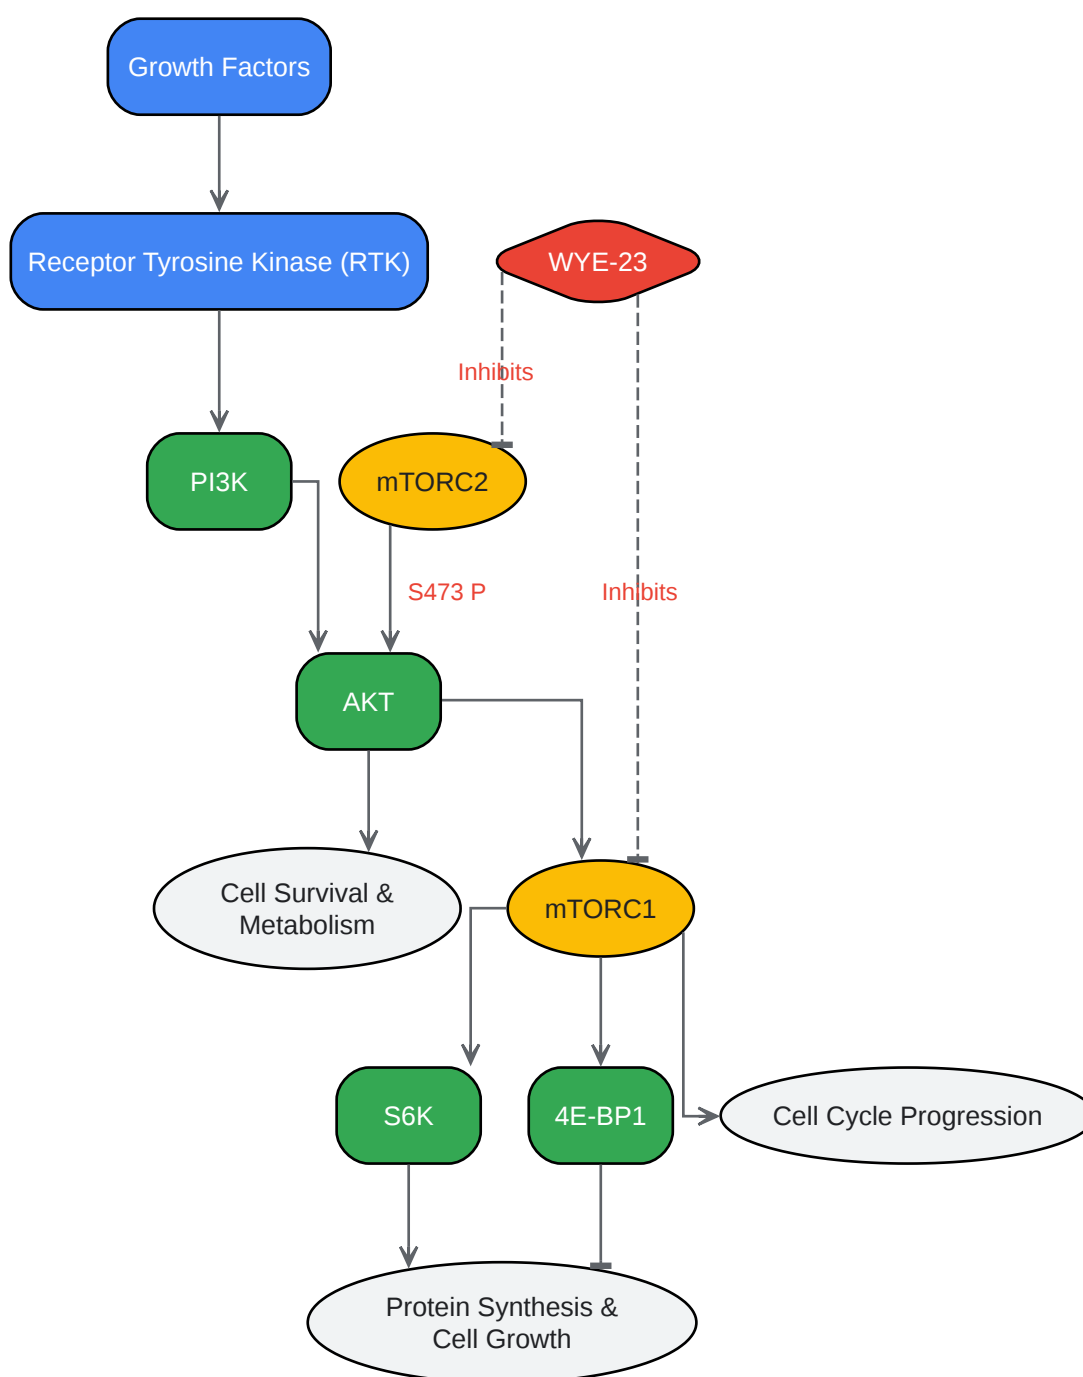 Growth Factors
Receptor Tyrosine Kinase (RTK)
WYE-23
Inhibits
PI3K
mTORC2
S473 P
Inhibits
AKT
Cell Survival &
Metabolism
mTORC1
S6K
4E-BP1
Cell Cycle Progression
Protein Synthesis &
Cell Growth